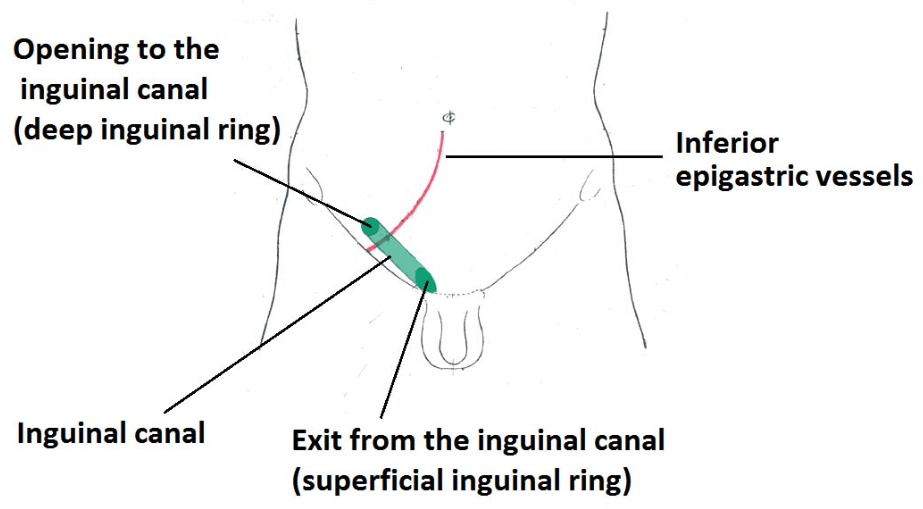 Opening to the
inguinal canal
(deep inguinal ring)
Inferior
epigastric vessels
Inguinal canal
Exit from the inguinal canal
(superficial inguinal ring)